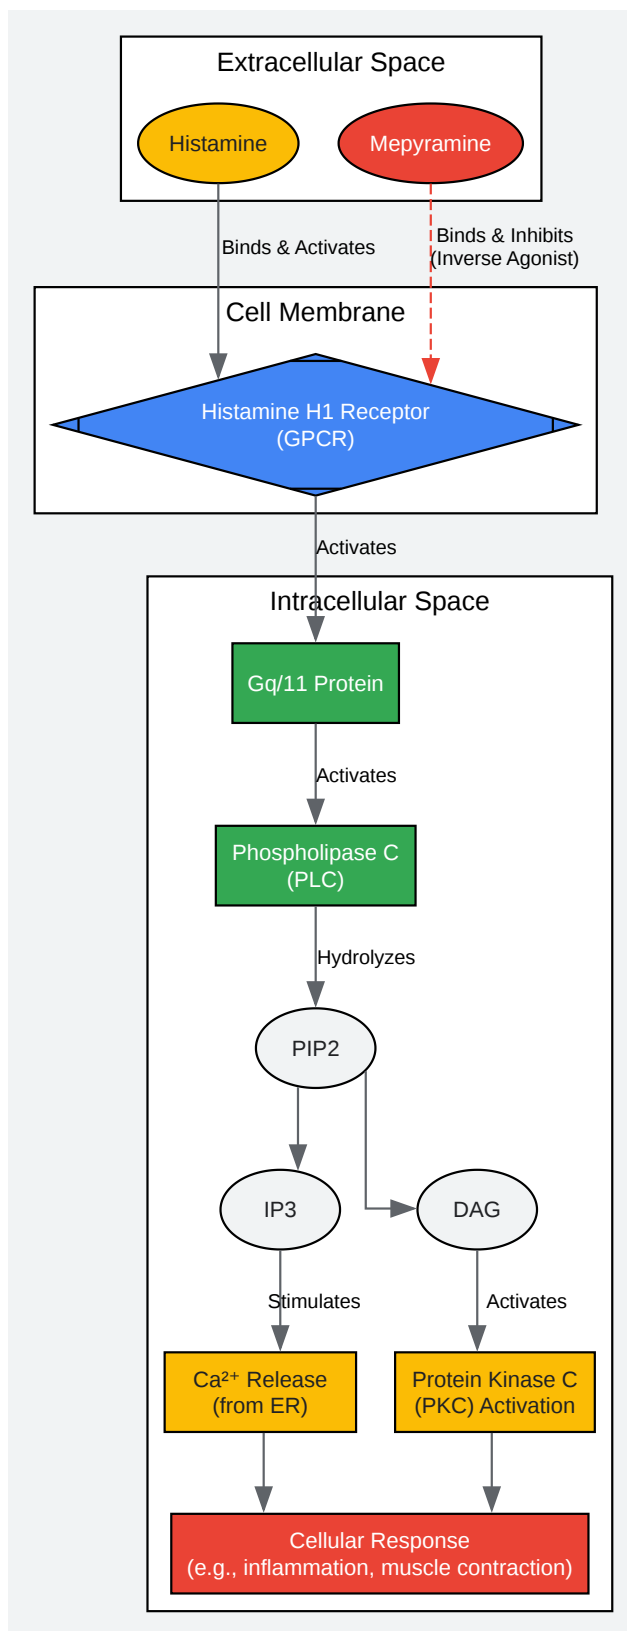 Extracellular Space
Histamine
Mepyramine
Binds & Activates
Binds & Inhibits
(Inverse Agonist)
Cell Membrane
Histamine H1 Receptor
(GPCR)
Activates
Intracellular Space
Gq/11 Protein
Activates
Phospholipase C
(PLC)
Hydrolyzes
PIP2
IP3
DAG
Stimulates
Activates
Ca²⁺ Release
(from ER)
Protein Kinase C
(PKC) Activation
Cellular Response
(e.g., inflammation, muscle contraction)